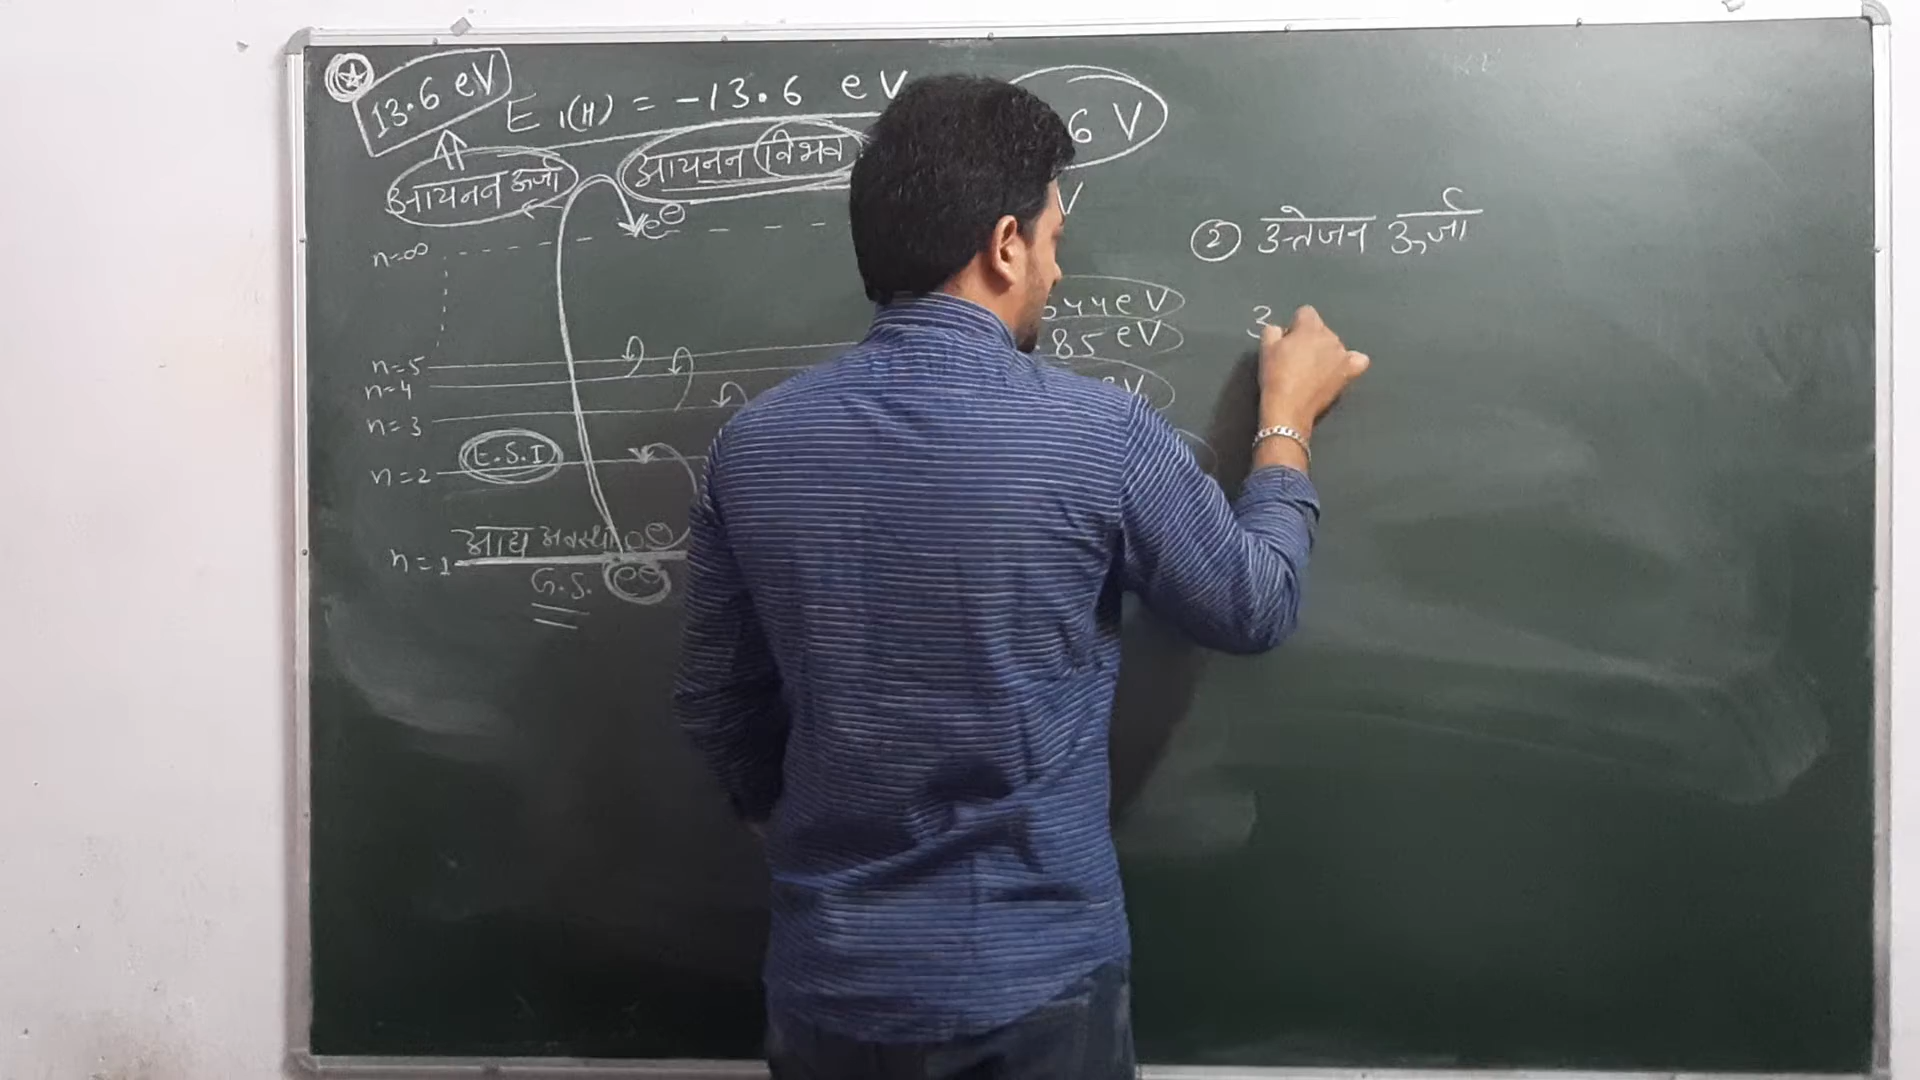 13.6 eV
E1(H) = -13.6 eV
6 V
आयनन ऊर्जा
आयनन विभव
V
② उत्तेजन ऊर्जा
n=∞
e⊖
544eV
.85 eV
n=5
n=4
n=3
E.S.I
n=2
आद्य अवस्था e⊖
n=1
G.S. e⊖
उ